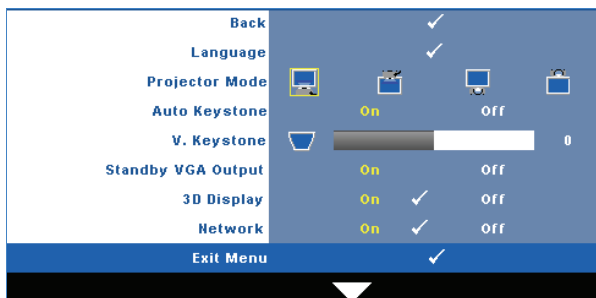 Back
Language
Projector Mode
Auto Keystone On Off
V. Keystone 0
Standby VGA Output On Off
3D Display On Off
Network On Off
Exit Menu